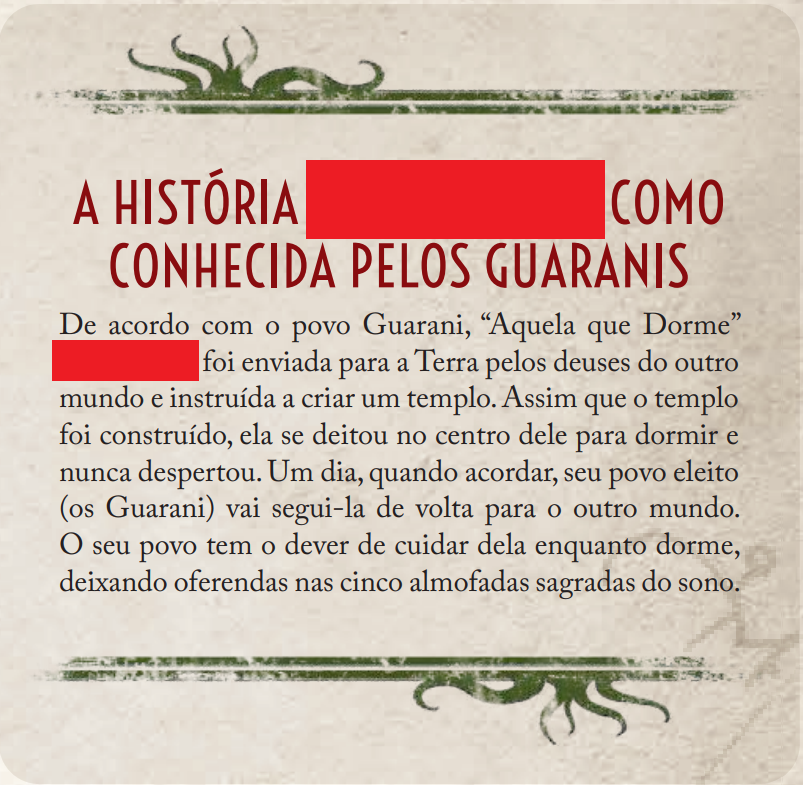 A HISTÓRIA COMO
CONHECIDA PELOS GUARANIS
De acordo com o povo Guarani, “Aquela que Dorme”
foi enviada para a Terra pelos deuses do outro
mundo e instruída a criar um templo. Assim que o templo
foi construído, ela se deitou no centro dele para dormir e
nunca despertou. Um dia, quando acordar, seu povo eleito
(os Guarani) vai segui-la de volta para o outro mundo.
O seu povo tem o dever de cuidar dela enquanto dorme,
deixando oferendas nas cinco almofadas sagradas do sono.